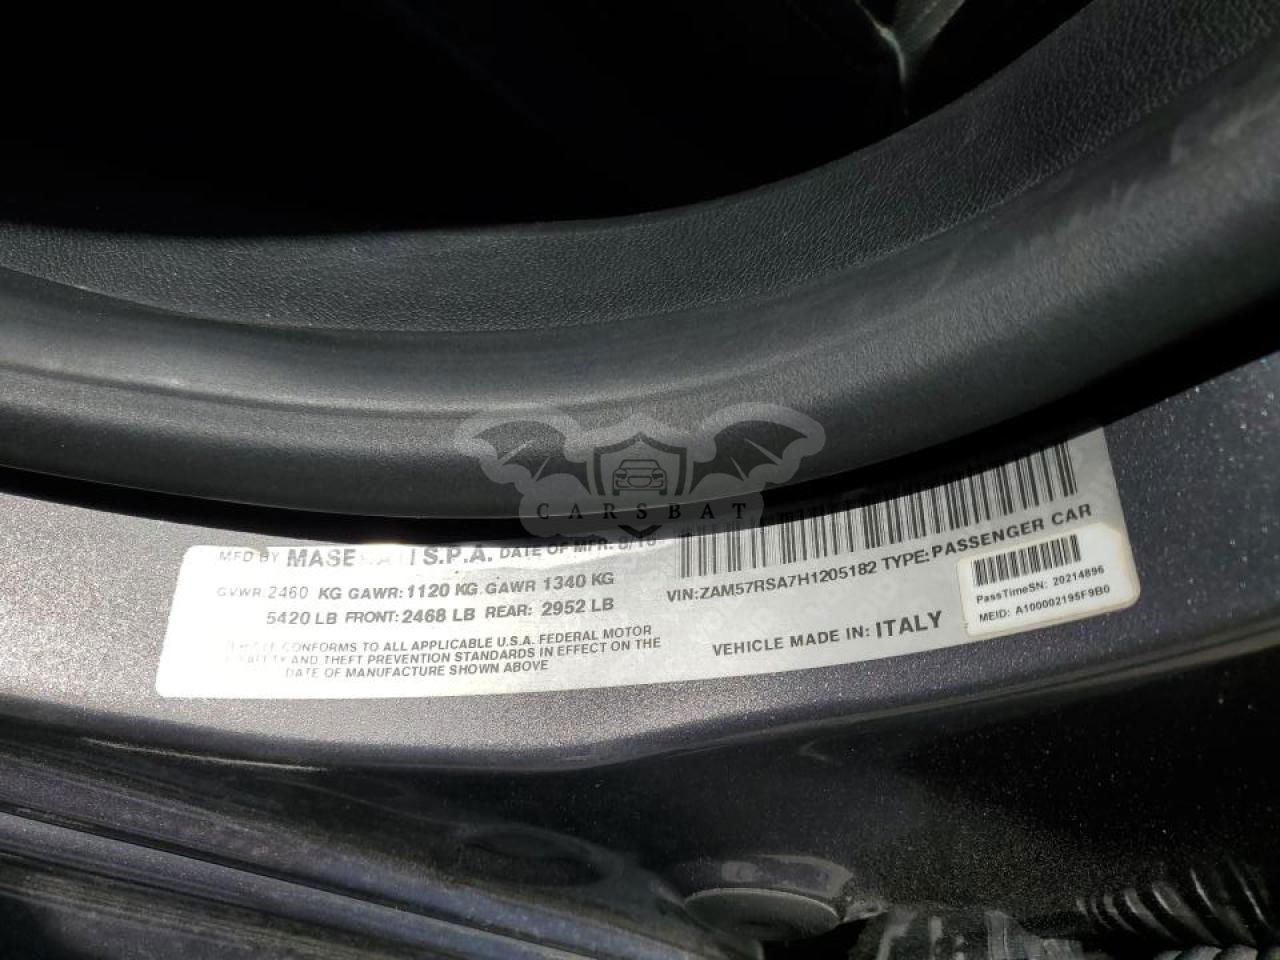 MFD BY MASERATI S.P.A. DATE OF MFR:
GVWR 2460 KG GAWR: 1120 KG. GAWR 1340 KG
5420 LB FRONT: 2468 LB REAR: 2952 LB
CONFORMS TO ALL APPLICABLE U.S.A. FEDERAL MOTOR
AND THEFT PREVENTION STANDARDS IN EFFECT ON THE
DATE OF MANUFACTURE SHOWN ABOVE
VIN: ZAM57RSA7H1205182 TYPE: PASSENGER CAR
VEHICLE MADE IN: ITALY
PassTimeSN: 20214896
MEID: A100002195F9B0
CARSBAT